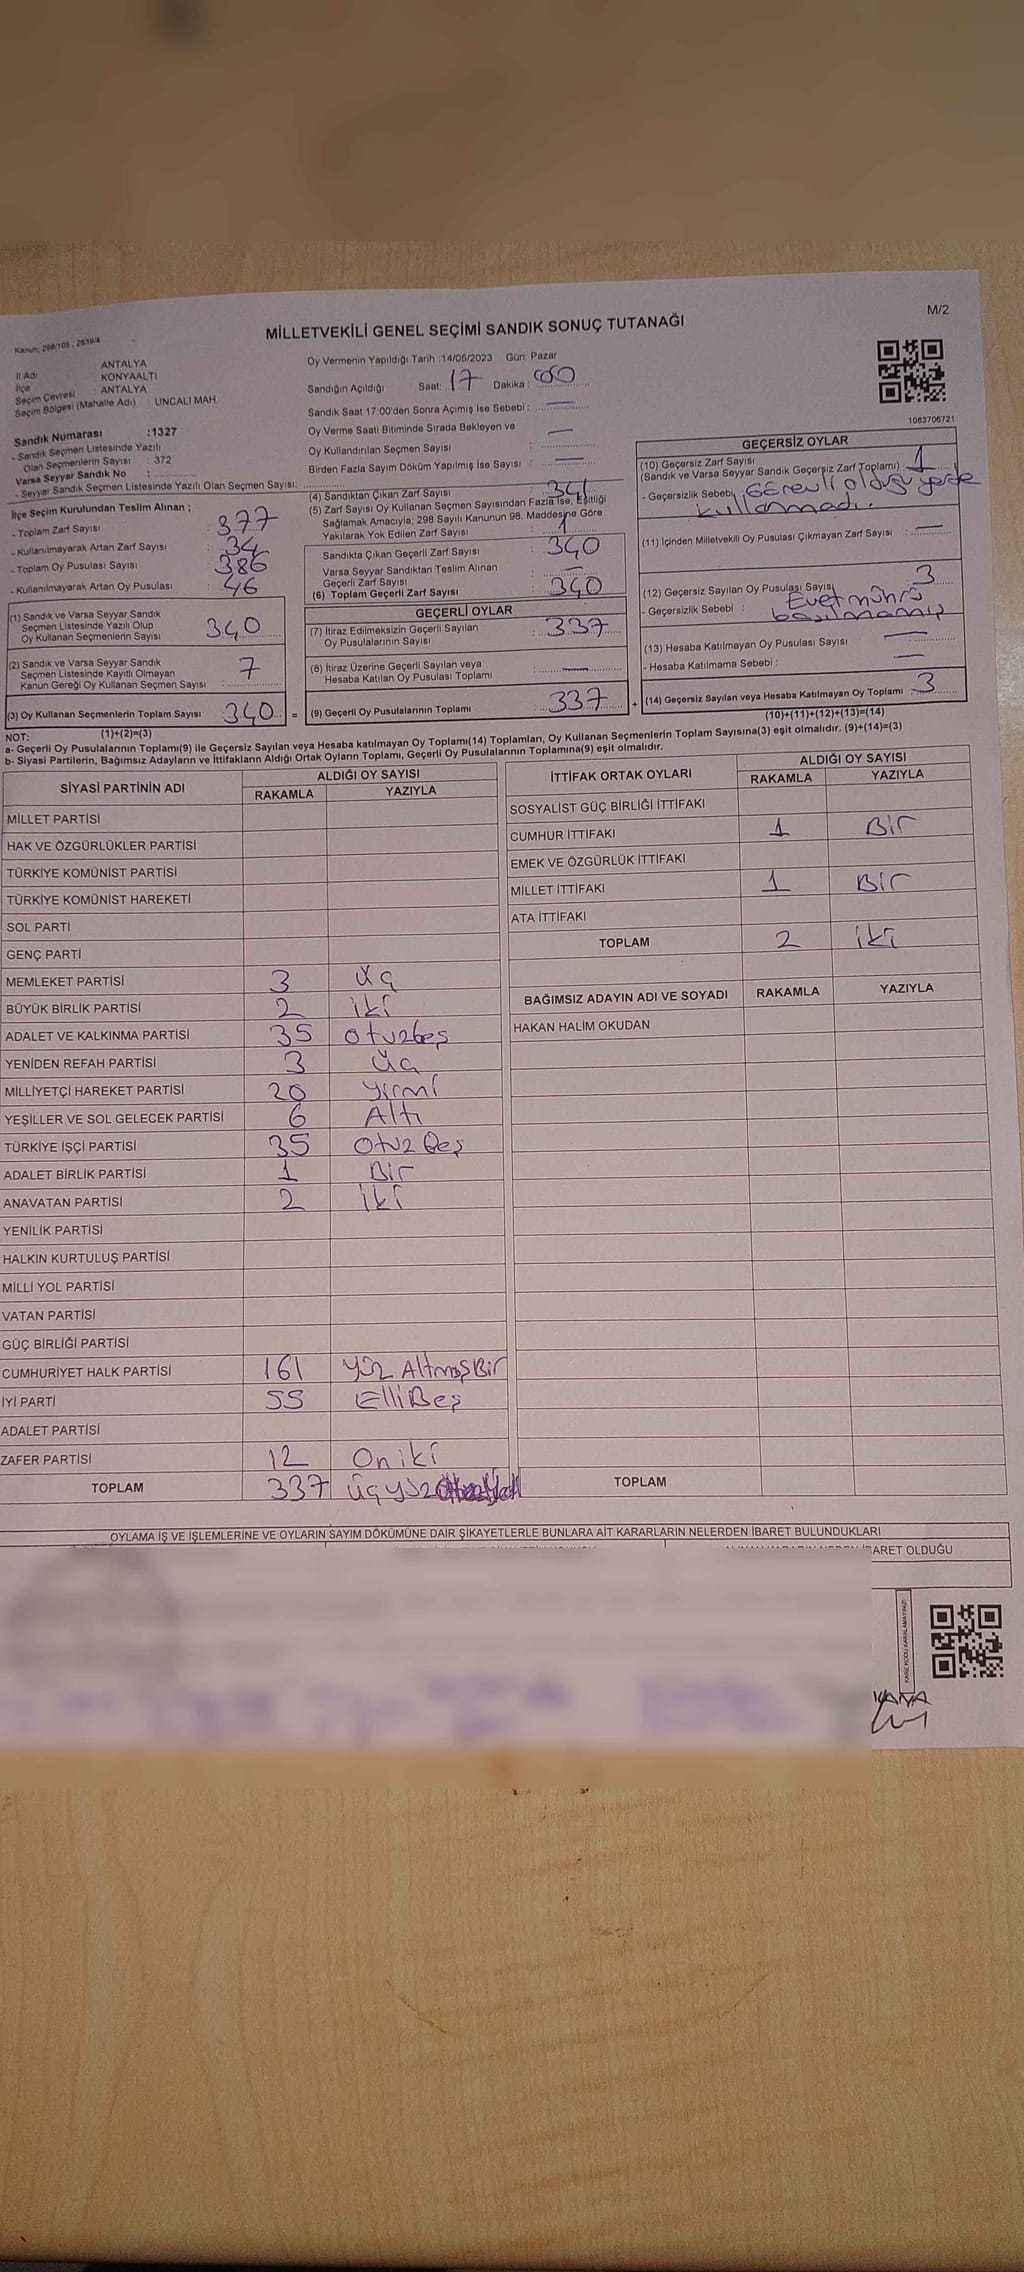 M/2
MİLLETVEKİLİ GENEL SEÇİMİ SANDIK SONUÇ TUTANAĞI
Kanun: 298/105 , 2839/4
İl Adı : ANTALYA
İlçe : KONYAALTI
Seçim Çevresi : ANTALYA
Seçim Bölgesi (Mahalle Adı) : UNCALI MAH.
Sandık Numarası :1327
- Sandık Seçmen Listesinde Yazılı
Olan Seçmenlerin Sayısı : 372
Varsa Seyyar Sandık No :
- Seyyar Sandık Seçmen Listesinde Yazılı Olan Seçmen Sayısı:
Oy Vermenin Yapıldığı Tarih :14/05/2023 Gün: Pazar
Sandığın Açıldığı Saat: 17 Dakika : 00
Sandık Saat 17:00'den Sonra Açımış İse Sebebi : —
Oy Verme Saati Bitiminde Sırada Bekleyen ve
Oy Kullandırılan Seçmen Sayısı : —
Birden Fazla Sayım Döküm Yapılmış İse Sayısı : —
1083706721
İlçe Seçim Kurulundan Teslim Alınan ;
- Toplam Zarf Sayısı : 377
- Kullanılmayarak Artan Zarf Sayısı : 34
- Toplam Oy Pusulası Sayısı : 386
- Kullanılmayarak Artan Oy Pusulası : 46
(1) Sandık ve Varsa Seyyar Sandık
Seçmen Listesinde Yazılı Olup
Oy Kullanan Seçmenlerin Sayısı : 340
(2) Sandık ve Varsa Seyyar Sandık
Seçmen Listesinde Kayıtlı Olmayan
Kanun Gereği Oy Kullanan Seçmen Sayısı : 7
(3) Oy Kullanan Seçmenlerin Toplam Sayısı : 340 =
(4) Sandıktan Çıkan Zarf Sayısı : 341
(5) Zarf Sayısı Oy Kullanan Seçmen Sayısından Fazla İse, Eşitliği
Sağlamak Amacıyla; 298 Sayılı Kanunun 98. Maddesine Göre
Yakılarak Yok Edilen Zarf Sayısı : 1
Sandıkta Çıkan Geçerli Zarf Sayısı : 340
Varsa Seyyar Sandıktan Teslim Alınan
Geçerli Zarf Sayısı : —
(6) Toplam Geçerli Zarf Sayısı : 340
GEÇERLİ OYLAR
(7) İtiraz Edilmeksizin Geçerli Sayılan
Oy Pusulalarının Sayısı : 337
(8) İtiraz Üzerine Geçerli Sayılan veya
Hesaba Katılan Oy Pusulası Toplamı : —
(9) Geçerli Oy Pusulalarının Toplamı : 337 +
GEÇERSİZ OYLAR
(10) Geçersiz Zarf Sayısı
(Sandık ve Varsa Seyyar Sandık Geçersiz Zarf Toplamı) : 1
- Geçersizlik Sebebi : Görevli olduğu yerde
kullanmadı.
(11) İçinden Milletvekili Oy Pusulası Çıkmayan Zarf Sayısı : —
(12) Geçersiz Sayılan Oy Pusulası Sayısı : 3
- Geçersizlik Sebebi : Evet mührü
basılmamış
(13) Hesaba Katılmayan Oy Pusulası Sayısı : —
- Hesaba Katılmama Sebebi : —
(14) Geçersiz Sayılan veya Hesaba Katılmayan Oy Toplamı : 3
NOT: (1)+(2)=(3)
(10)+(11)+(12)+(13)=(14)
a- Geçerli Oy Pusulalarının Toplamı(9) ile Geçersiz Sayılan veya Hesaba katılmayan Oy Toplamı(14) Toplamları, Oy Kullanan Seçmenlerin Toplam Sayısına(3) eşit olmalıdır. (9)+(14)=(3)
b- Siyasi Partilerin, Bağımsız Adayların ve İttifakların Aldığı Ortak Oyların Toplamı, Geçerli Oy Pusulalarının Toplamına(9) eşit olmalıdır.
SİYASİ PARTİNİN ADI
ALDIĞI OY SAYISI
RAKAMLA YAZIYLA
MİLLET PARTİSİ
HAK VE ÖZGÜRLÜKLER PARTİSİ
TÜRKİYE KOMÜNİST PARTİSİ
TÜRKİYE KOMÜNİST HAREKETİ
SOL PARTİ
GENÇ PARTİ
MEMLEKET PARTİSİ 3 Üç
BÜYÜK BİRLİK PARTİSİ 2 iki
ADALET VE KALKINMA PARTİSİ 35 otuzbeş
YENİDEN REFAH PARTİSİ 3 Üç
MİLLİYETÇİ HAREKET PARTİSİ 20 yirmi
YEŞİLLER VE SOL GELECEK PARTİSİ 6 Altı
TÜRKİYE İŞÇİ PARTİSİ 35 otuz Beş
ADALET BİRLİK PARTİSİ 1 Bir
ANAVATAN PARTİSİ 2 İki
YENİLİK PARTİSİ
HALKIN KURTULUŞ PARTİSİ
MİLLİ YOL PARTİSİ
VATAN PARTİSİ
GÜÇ BİRLİĞİ PARTİSİ
CUMHURİYET HALK PARTİSİ 161 yüz AltmışBir
İYİ PARTİ 55 ElliBeş
ADALET PARTİSİ
ZAFER PARTİSİ 12 Oniki
TOPLAM 337 üçyüz
İTTİFAK ORTAK OYLARI
ALDIĞI OY SAYISI
RAKAMLA YAZIYLA
SOSYALİST GÜÇ BİRLİĞİ İTTİFAKI
CUMHUR İTTİFAKI 1 Bir
EMEK VE ÖZGÜRLÜK İTTİFAKI
MİLLET İTTİFAKI 1 Bir
ATA İTTİFAKI
TOPLAM 2 iki
BAĞIMSIZ ADAYIN ADI VE SOYADI RAKAMLA YAZIYLA
HAKAN HALİM OKUDAN
TOPLAM
OYLAMA İŞ VE İŞLEMLERİNE VE OYLARIN SAYIM DÖKÜMÜNE DAİR ŞİKAYETLERLE BUNLARA AİT KARARLARIN NELERDEN İBARET BULUNDUKLARI
OLDUĞU
KARE KODU KARALAMAYINIZ!